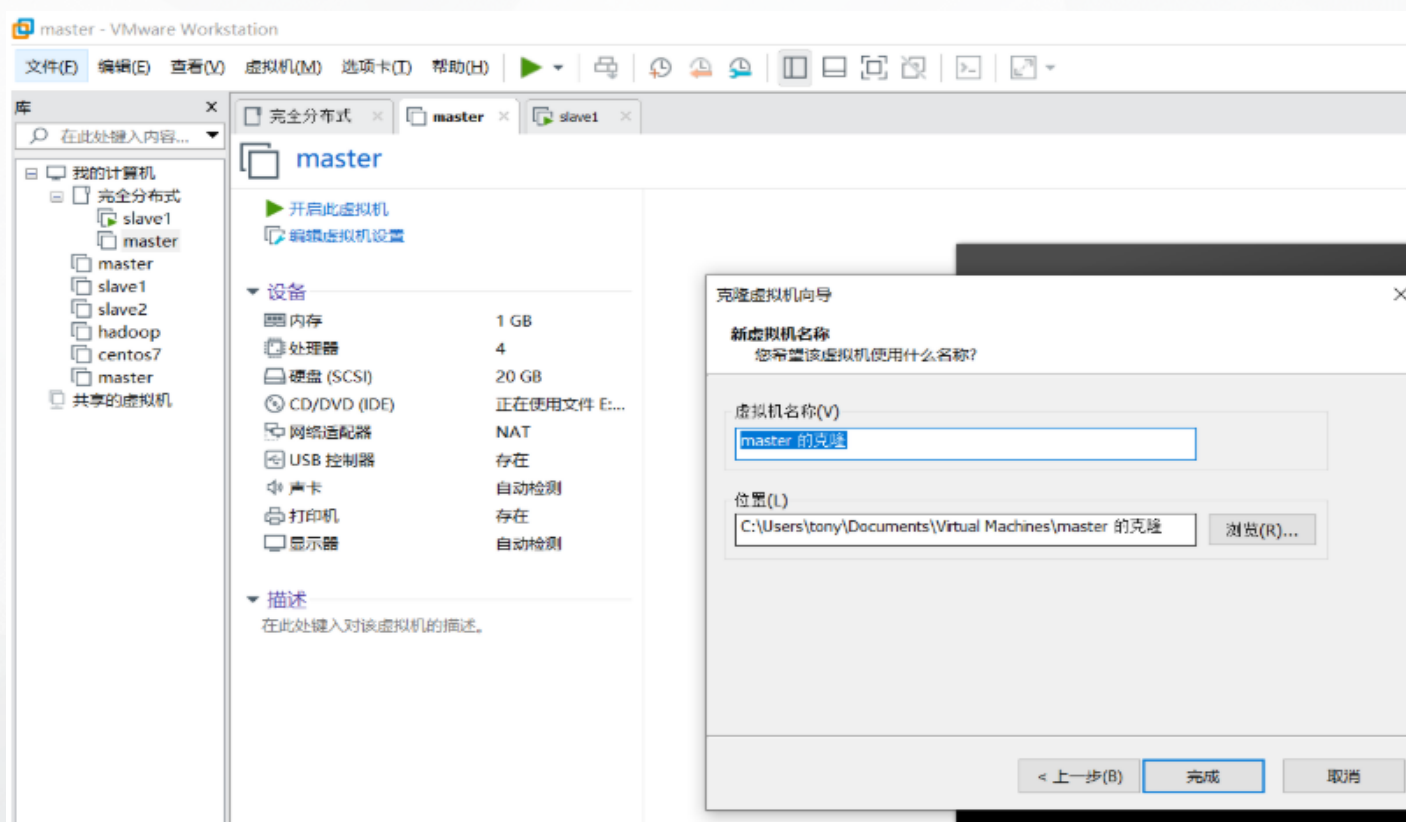 master - VMware Workstation
文件(F) 编辑(E) 查看(V) 虚拟机(M) 选项卡(T) 帮助(H)
库
在此处键入内容...
我的计算机
完全分布式
slave1
master
master
slave1
slave2
hadoop
centos7
master
共享的虚拟机
完全分布式 master slave1
master
开启此虚拟机
编辑虚拟机设置
设备
内存 1 GB
处理器 4
硬盘 (SCSI) 20 GB
CD/DVD (IDE) 正在使用文件 E:...
网络适配器 NAT
USB 控制器 存在
声卡 自动检测
打印机 存在
显示器 自动检测
描述
在此处键入对该虚拟机的描述。
克隆虚拟机向导
新虚拟机名称
您希望该虚拟机使用什么名称?
虚拟机名称(V)
master 的克隆
位置(L)
C:\Users\tony\Documents\Virtual Machines\master 的克隆
浏览(R)...
< 上一步(B) 完成 取消